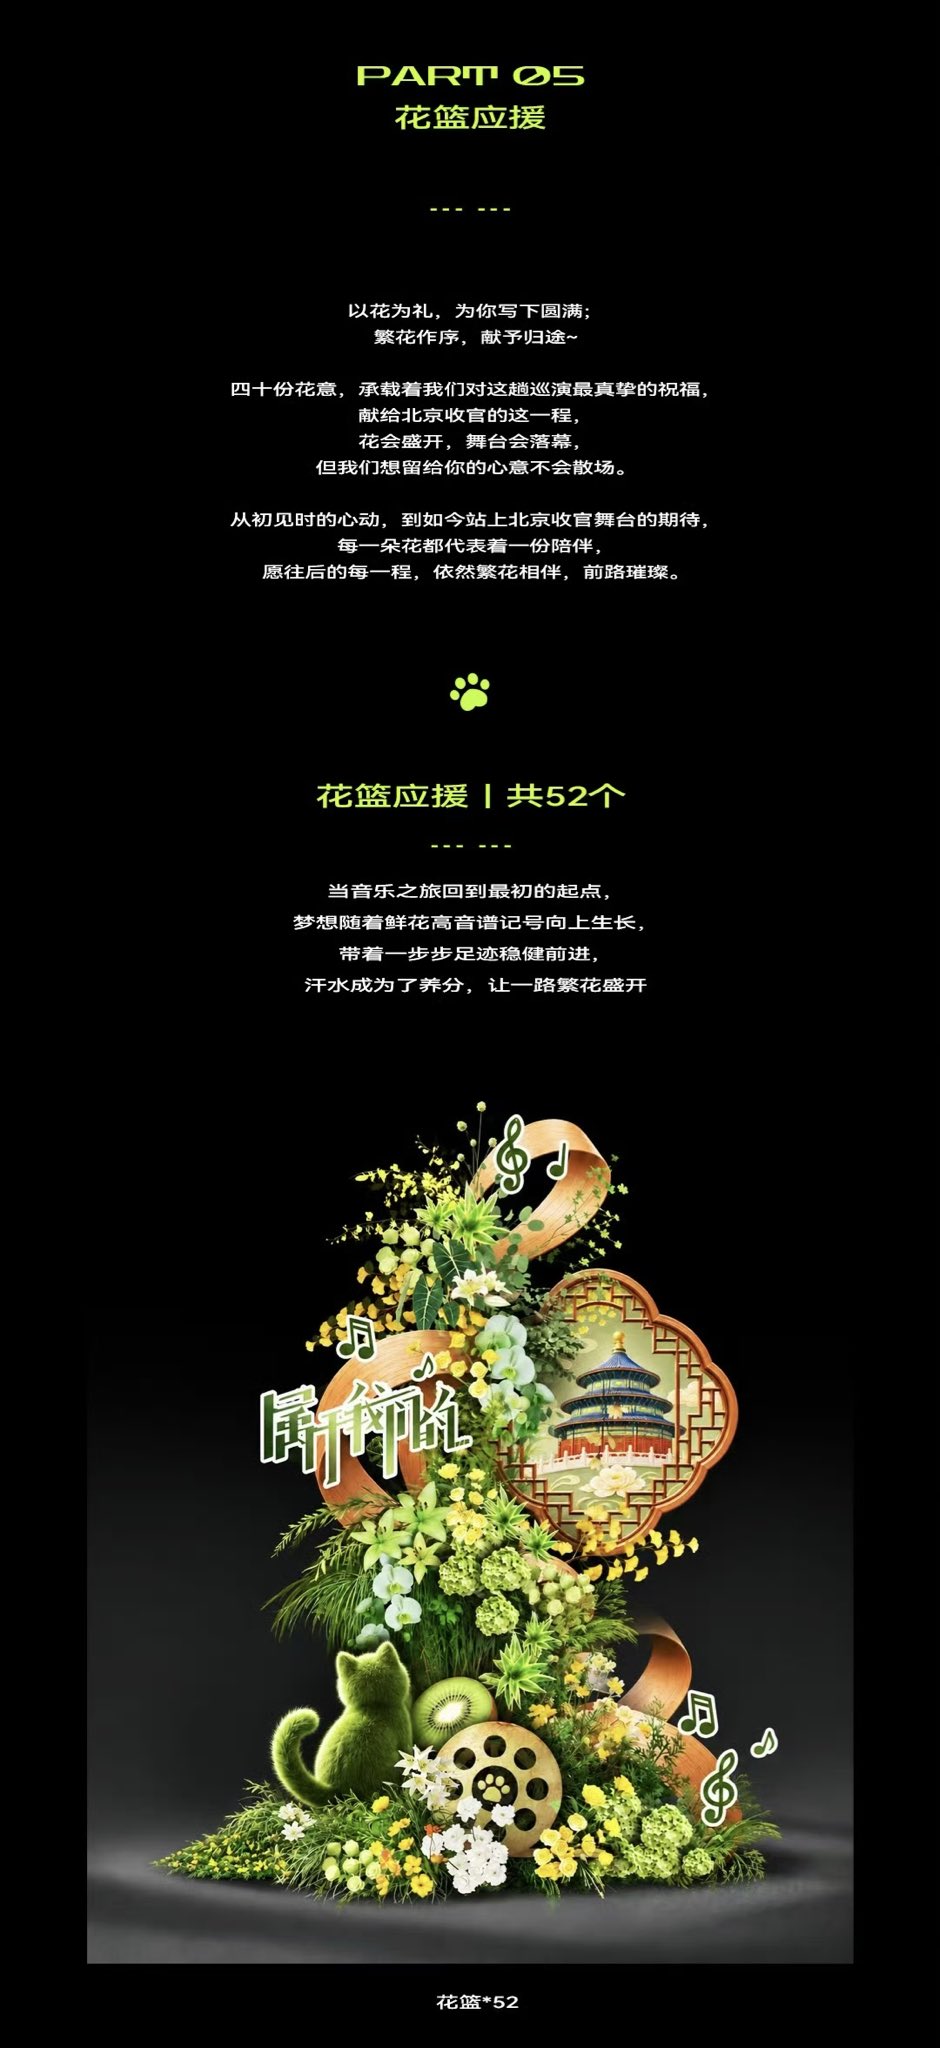 PART 05
花篮应援
--- ---
以花为礼，为你写下圆满；
繁花作序，献予归途~
四十份花意，承载着我们对这趟巡演最真挚的祝福，
献给北京收官的这一程，
花会盛开，舞台会落幕，
但我们想留给你的心意不会散场。
从初见时的心动，到如今站上北京收官舞台的期待，
每一朵花都代表着一份陪伴，
愿往后的每一程，依然繁花相伴，前路璀璨。
花篮应援 | 共52个
--- ---
当音乐之旅回到最初的起点，
梦想随着鲜花高音谱记号向上生长，
带着一步步足迹稳健前进，
汗水成为了养分，让一路繁花盛开
属于我们的
花篮*52